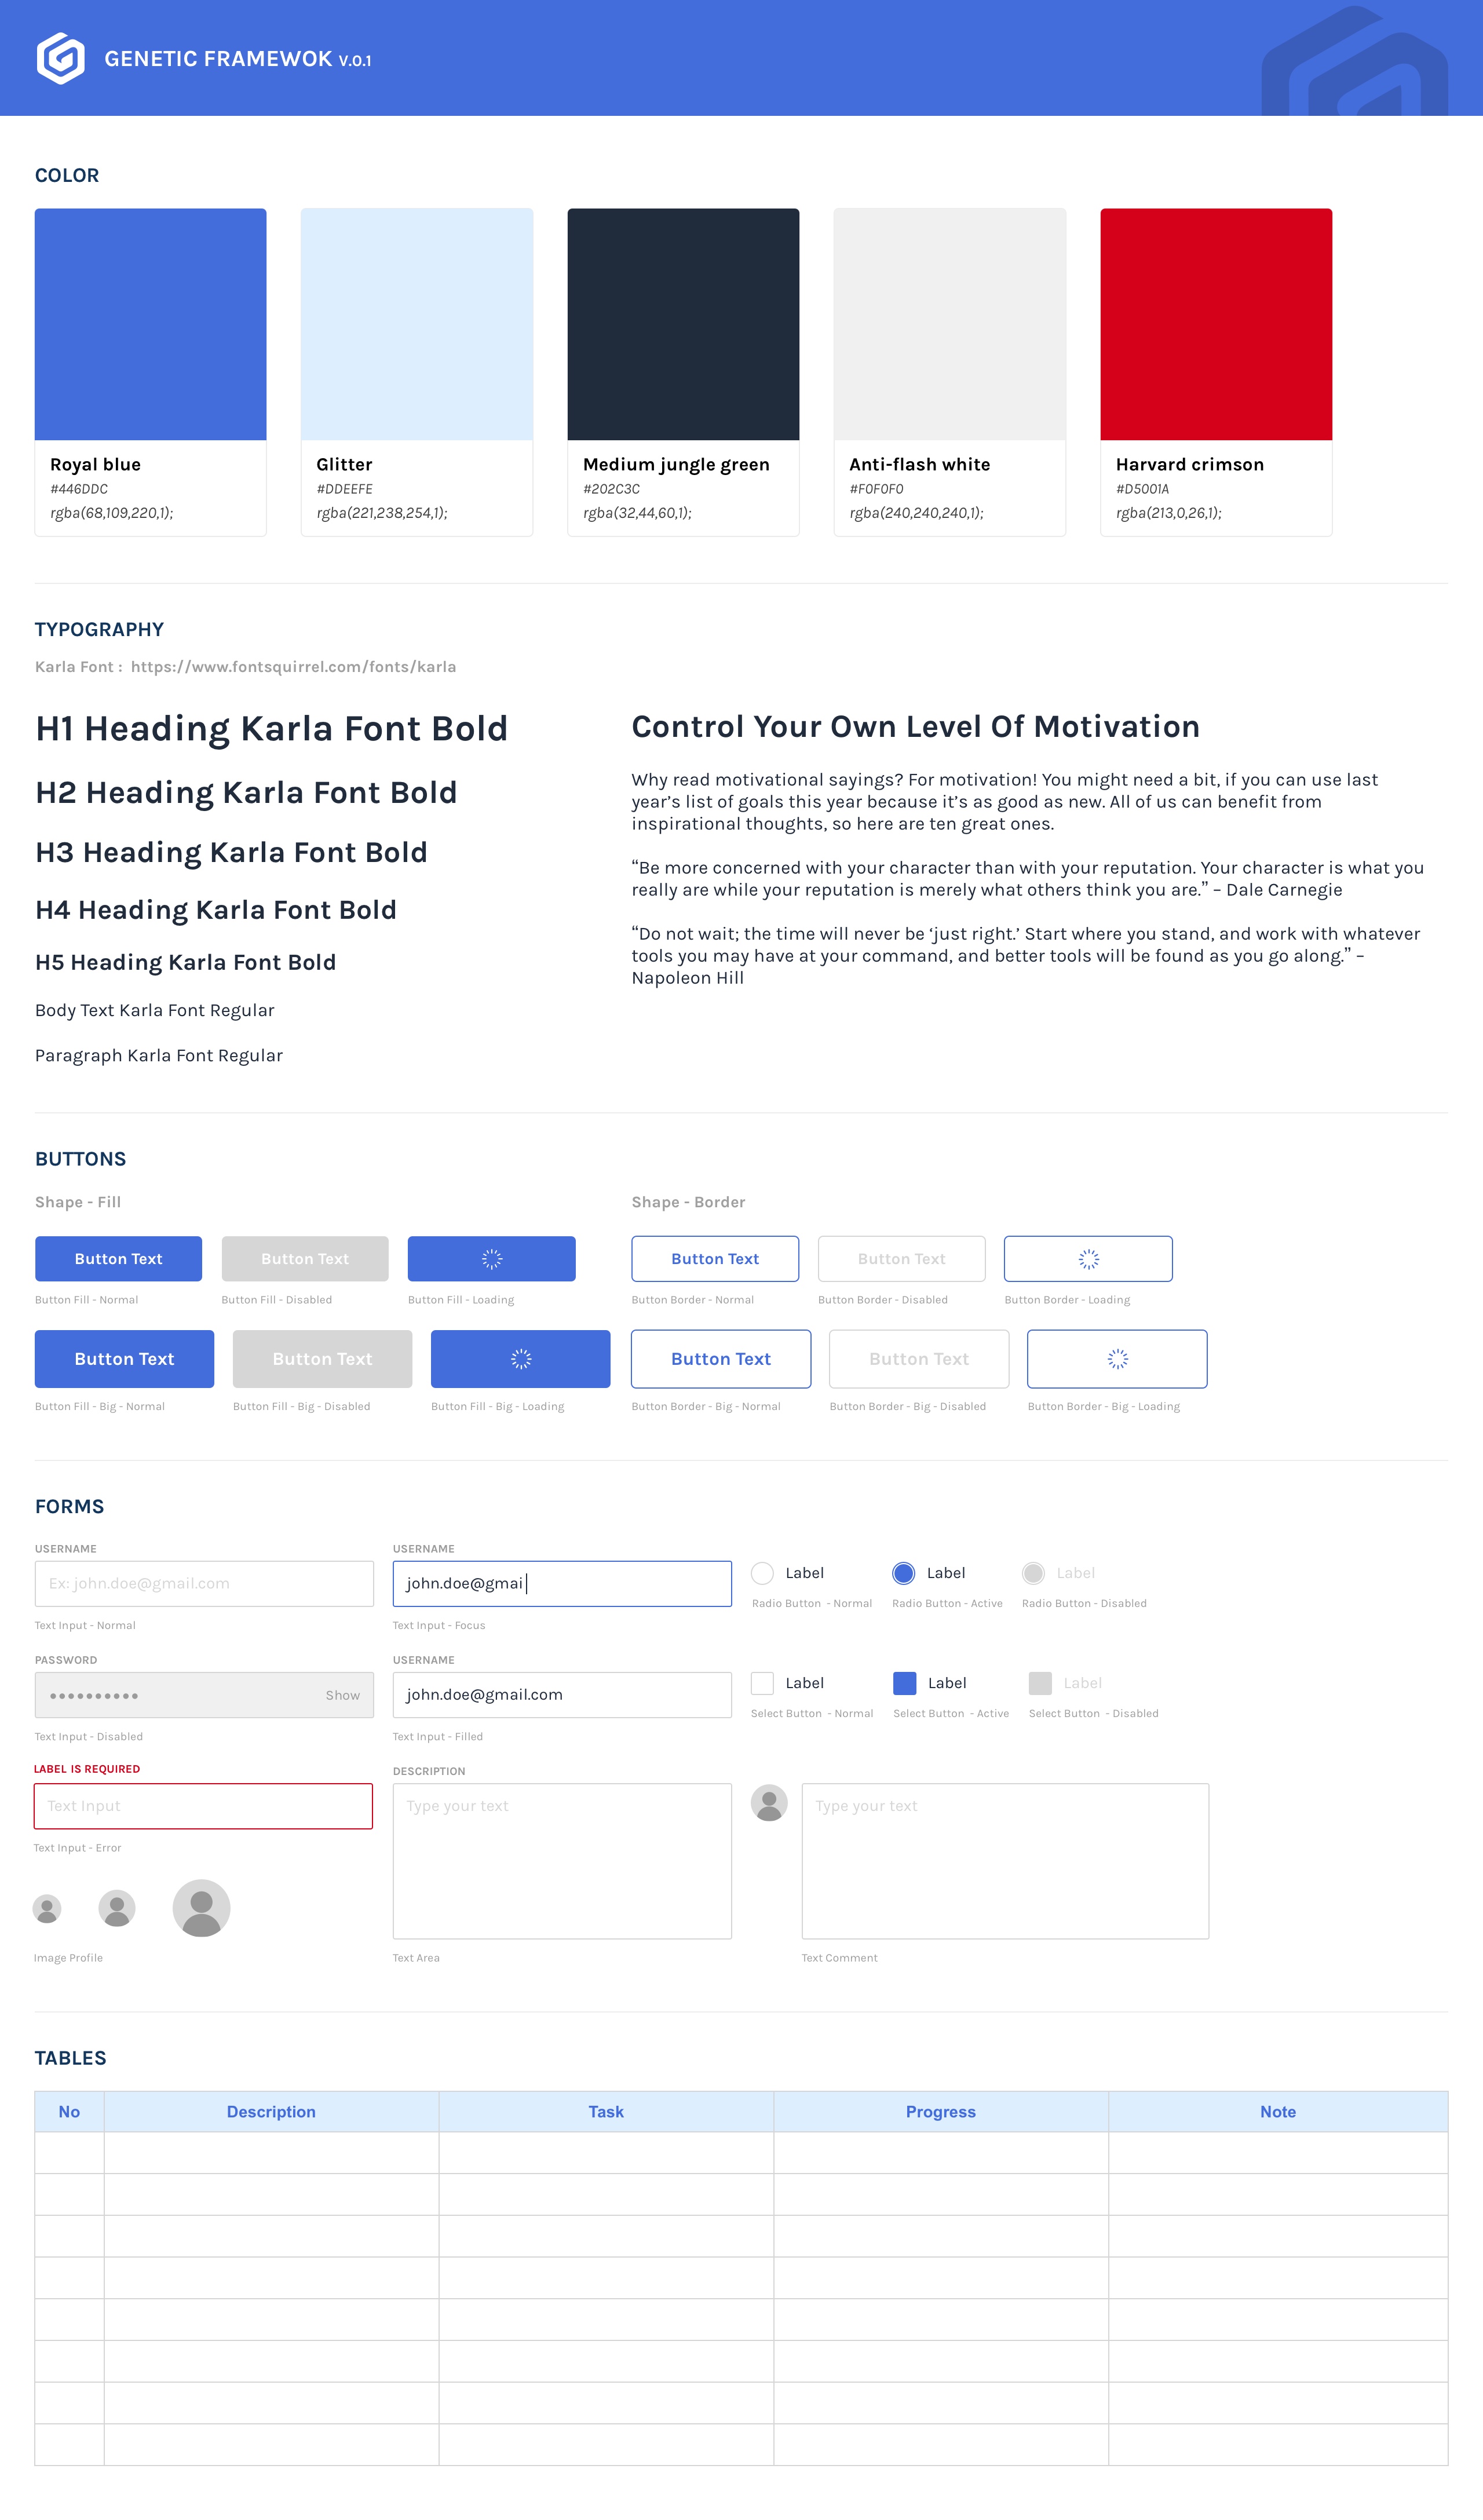 GENETIC FRAMEWOK V.0.1
COLOR
Royal blue
#446DDC
rgba(68,109,220,1);
Glitter
#DDEEFE
rgba(221,238,254,1);
Medium jungle green
#202C3C
rgba(32,44,60,1);
Anti-flash white
#F0F0F0
rgba(240,240,240,1);
Harvard crimson
#D5001A
rgba(213,0,26,1);
TYPOGRAPHY
Karla Font : https://www.fontsquirrel.com/fonts/karla
H1 Heading Karla Font Bold
H2 Heading Karla Font Bold
H3 Heading Karla Font Bold
H4 Heading Karla Font Bold
H5 Heading Karla Font Bold
Body Text Karla Font Regular
Paragraph Karla Font Regular
Control Your Own Level Of Motivation
Why read motivational sayings? For motivation! You might need a bit, if you can use last
year’s list of goals this year because it’s as good as new. All of us can benefit from
inspirational thoughts, so here are ten great ones.
“Be more concerned with your character than with your reputation. Your character is what you
really are while your reputation is merely what others think you are.” – Dale Carnegie
“Do not wait; the time will never be ‘just right.’ Start where you stand, and work with whatever
tools you may have at your command, and better tools will be found as you go along.” –
Napoleon Hill
BUTTONS
Shape - Fill
Button Text
Button Text
Button Fill - Normal
Button Fill - Disabled
Button Fill - Loading
Button Text
Button Text
Button Fill - Big - Normal
Button Fill - Big - Disabled
Button Fill - Big - Loading
Shape - Border
Button Text
Button Text
Button Border - Normal
Button Border - Disabled
Button Border - Loading
Button Text
Button Text
Button Border - Big - Normal
Button Border - Big - Disabled
Button Border - Big - Loading
FORMS
USERNAME
Ex: john.doe@gmail.com
Text Input - Normal
USERNAME
john.doe@gmai
Text Input - Focus
Label
Radio Button - Normal
Label
Radio Button - Active
Label
Radio Button - Disabled
PASSWORD
Show
Text Input - Disabled
USERNAME
john.doe@gmail.com
Text Input - Filled
Label
Select Button - Normal
Label
Select Button - Active
Label
Select Button - Disabled
LABEL IS REQUIRED
Text Input
Text Input - Error
Image Profile
DESCRIPTION
Type your text
Text Area
Type your text
Text Comment
TABLES
No Description Task Progress Note